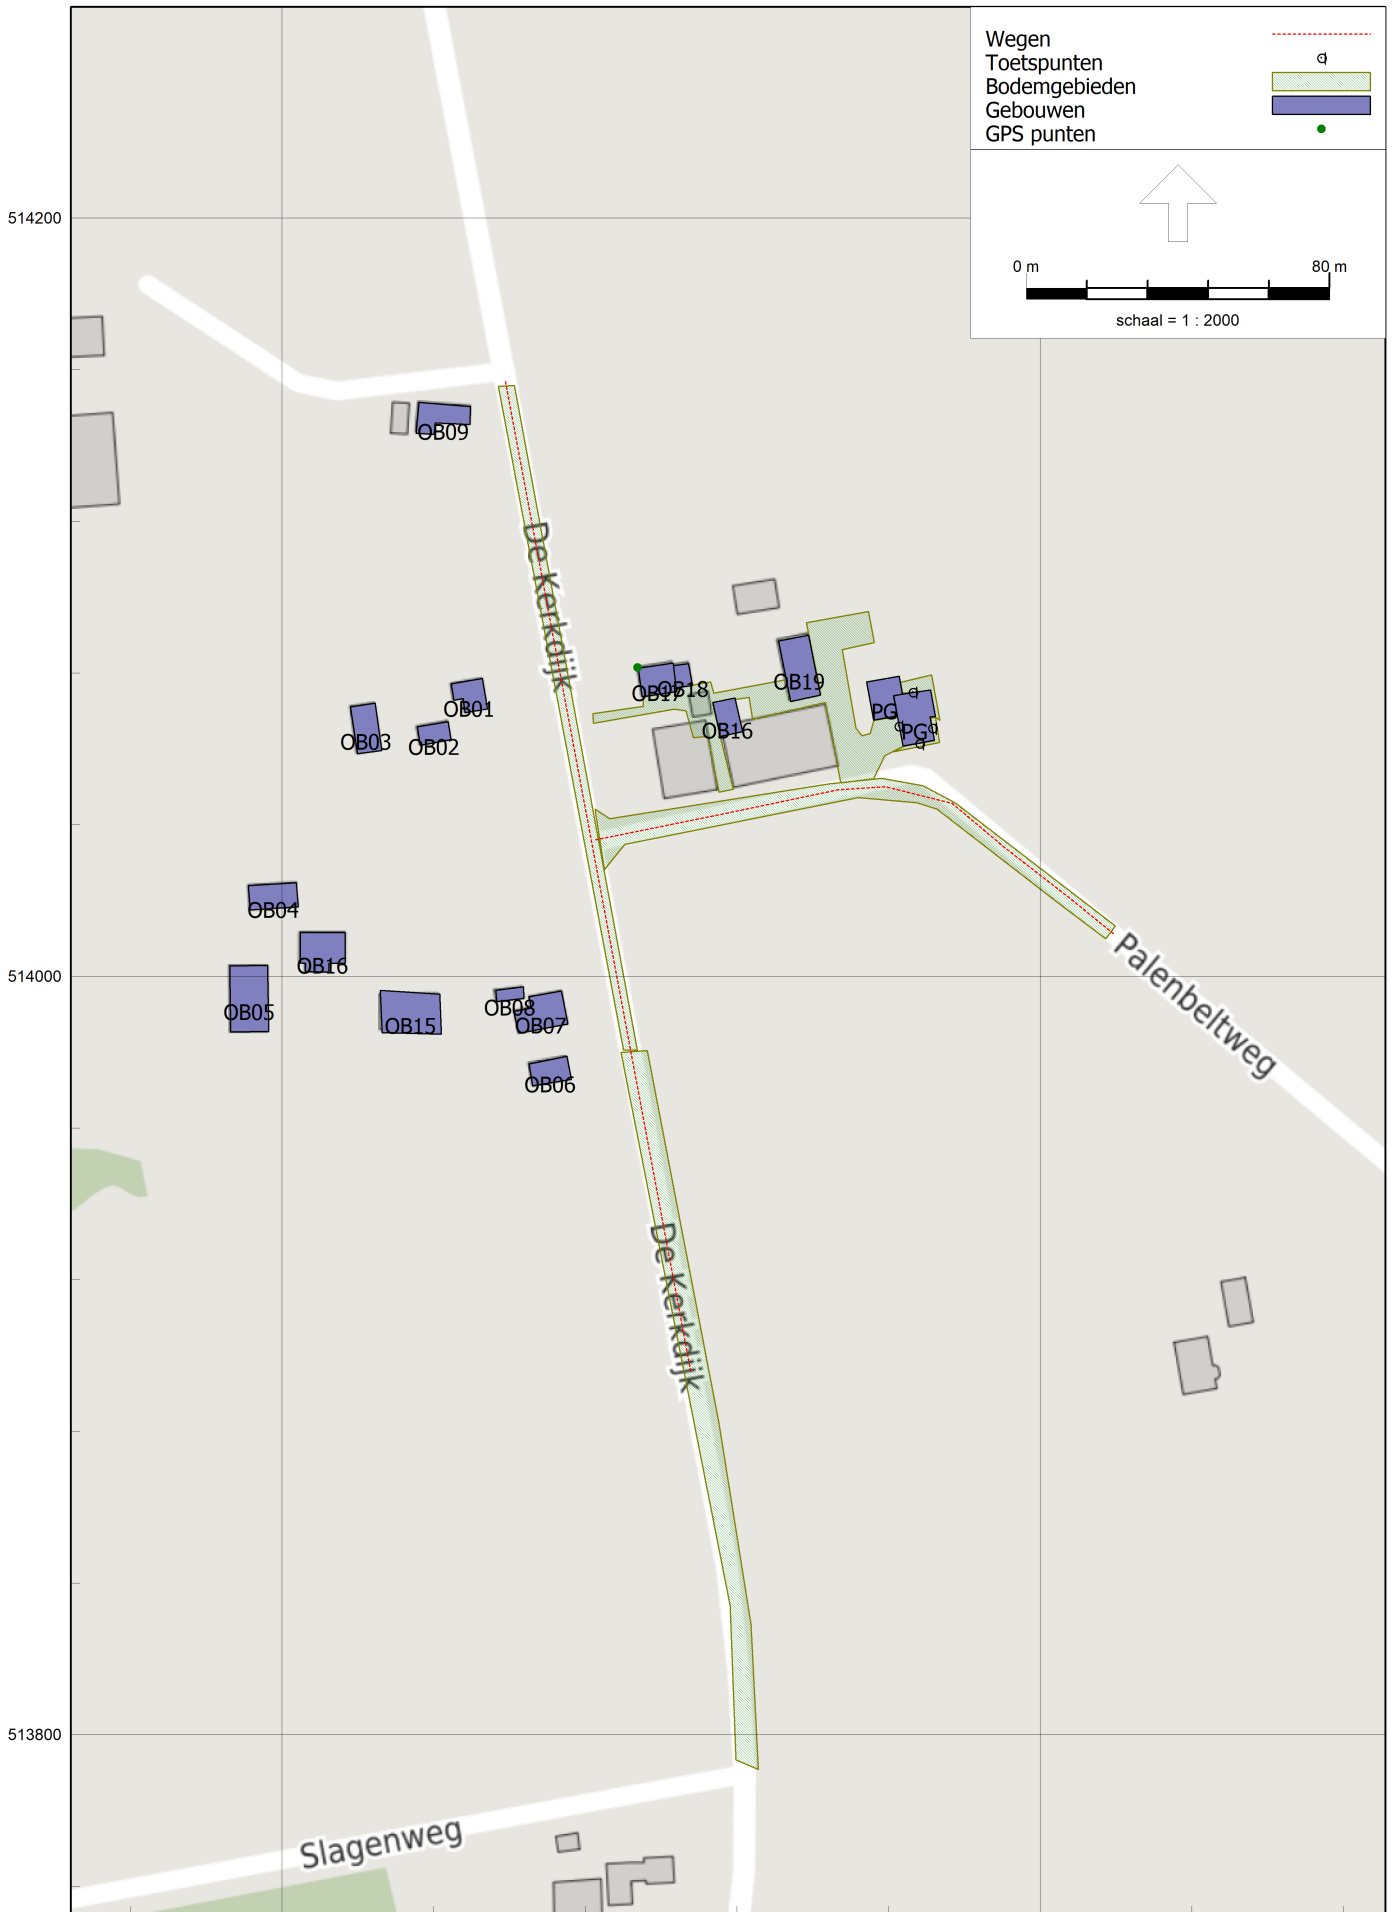 Wegen
Toetspunten
Bodemgebieden
Gebouwen
GPS punten
514200
0 m 80 m
schaal = 1 : 2000
OB09
De Kerkdijk
OB17
OB18
OB19
OB01
OB03
OB02
OB16
PG
PG
OB04
OB16
514000
OB05
OB15
OB08
OB07
OB06
Palenbeltweg
De Kerkdijk
513800
Slagenweg